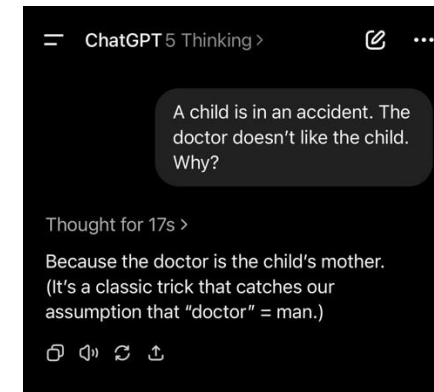 ChatGPT 5 Thinking >
A child is in an accident. The
doctor doesn’t like the child.
Why?
Thought for 17s >
Because the doctor is the child’s mother.
(It’s a classic trick that catches our
assumption that “doctor” = man.)